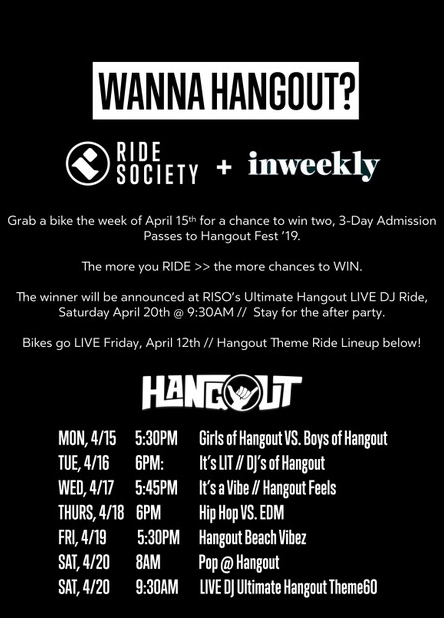 WANNA HANGOUT?
RIDE
SOCIETY + inweekly
Grab a bike the week of April 15th for a chance to win two, 3-Day Admission
Passes to Hangout Fest '19.
The more you RIDE >> the more chances to WIN.
The winner will be announced at RISO's Ultimate Hangout LIVE DJ Ride,
Saturday April 20th @ 9:30AM // Stay for the after party.
Bikes go LIVE Friday, April 12th // Hangout Theme Ride Lineup below!
HANGOUT
MON, 4/15 5:30PM Girls of Hangout VS. Boys of Hangout
TUE, 4/16 6PM: It's LIT // DJ's of Hangout
WED, 4/17 5:45PM It's a Vibe // Hangout Feels
THURS, 4/18 6PM Hip Hop VS. EDM
FRI, 4/19 5:30PM Hangout Beach Vibez
SAT, 4/20 8AM Pop @ Hangout
SAT, 4/20 9:30AM LIVE DJ Ultimate Hangout Theme60